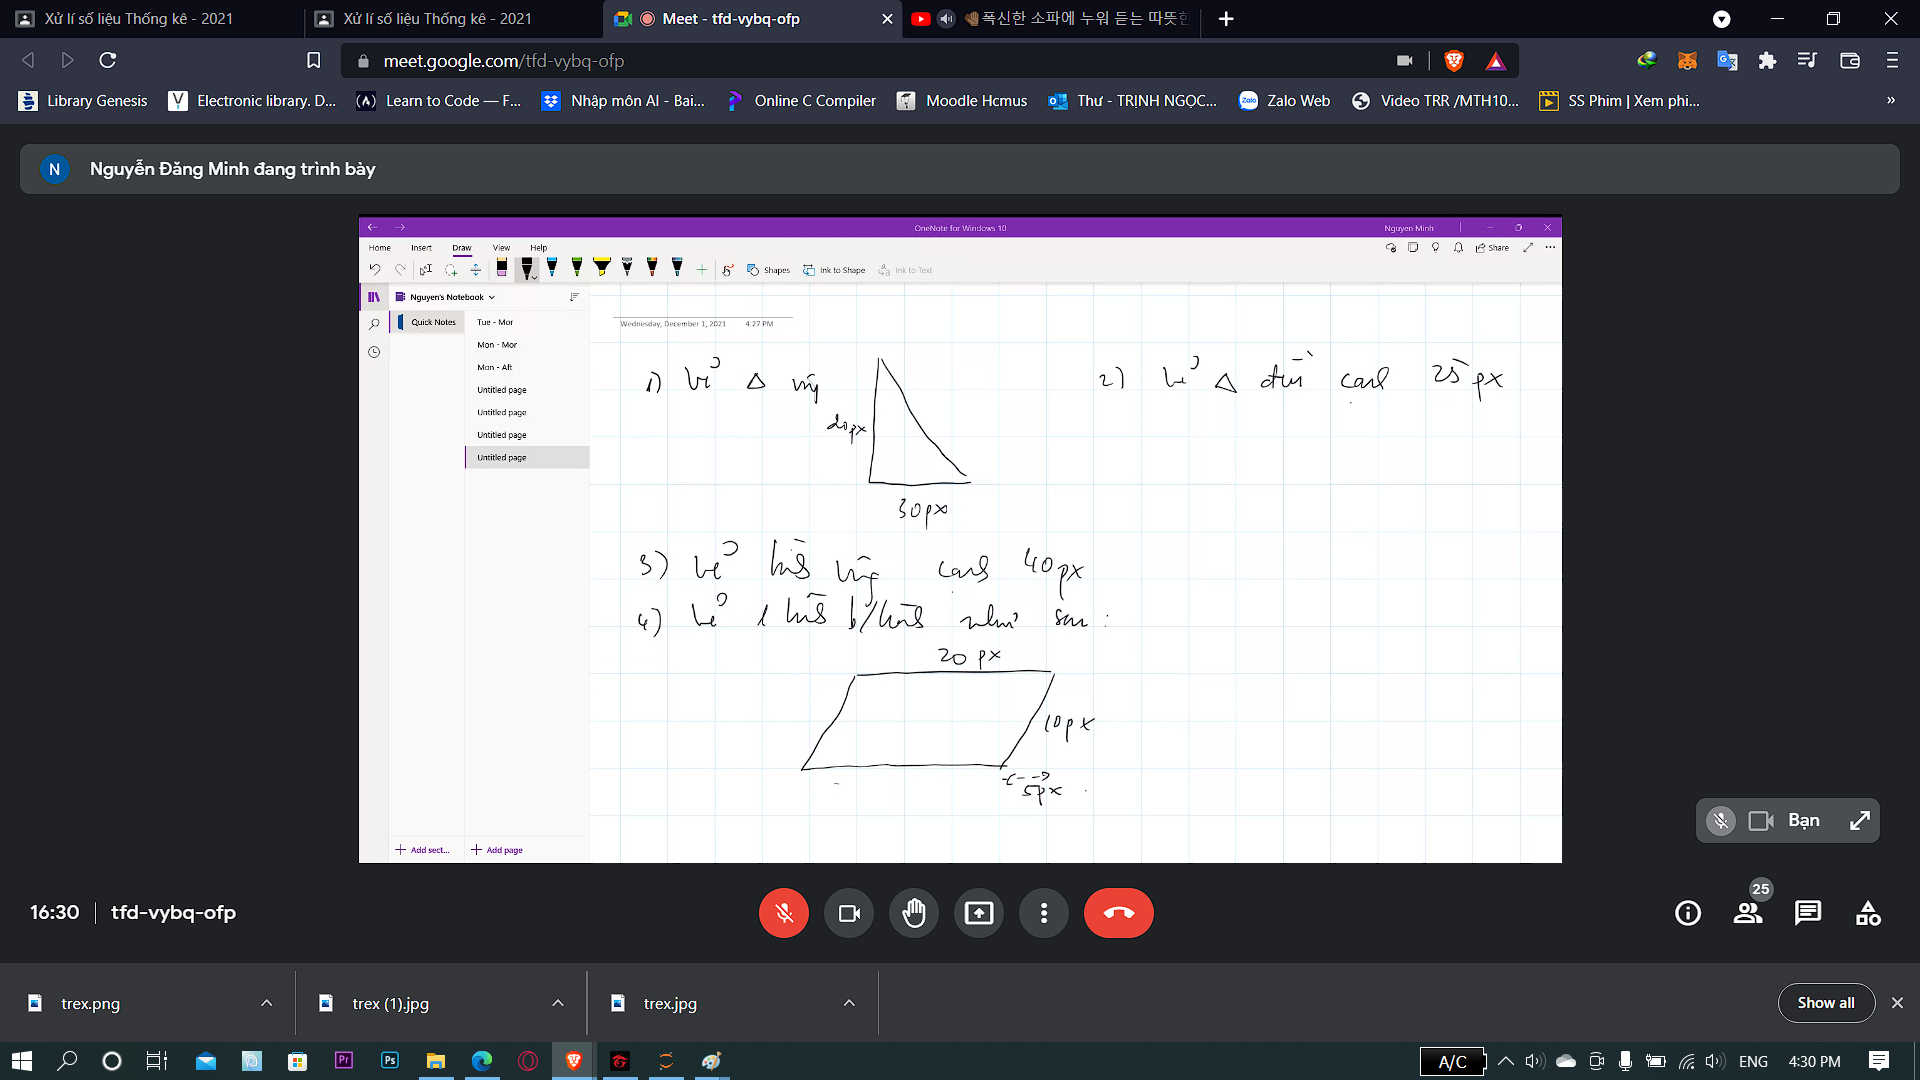 Xử lí số liệu Thống kê - 2021
Xử lí số liệu Thống kê - 2021
Meet - tfd-vybq-ofp
폭신한 소파에 누워 듣는 따뜻한
meet.google.com/tfd-vybq-ofp
Library Genesis
Electronic library. D...
Learn to Code — F...
Nhập môn AI - Bai...
Online C Compiler
Moodle Hcmus
Thư - TRỊNH NGỌC...
Zalo Web
Video TRR /MTH10...
SS Phim | Xem phi...
»
N
Nguyễn Đăng Minh đang trình bày
OneNote for Windows 10
Nguyen Minh
Home Insert Draw View Help
Share
Shapes
Ink to Shape
Ink to Text
Nguyen's Notebook
Quick Notes
Tue - Mor
Mon - Mor
Mon - Aft
Untitled page
Untitled page
Untitled page
Untitled page
Add sect...
Add page
Wednesday, December 1, 2021 4:27 PM
1) vẽ △ vg
20px
30px
2) vẽ △ đều cạnh 25px
3) vẽ hình vg cạnh 40px
4) vẽ 1 hình b/hành như sau :
20 px
10px
5px
Bạn
16:30
tfd-vybq-ofp
25
trex.png
trex (1).jpg
trex.jpg
Show all
Pr
Ps
A/C
ENG
4:30 PM